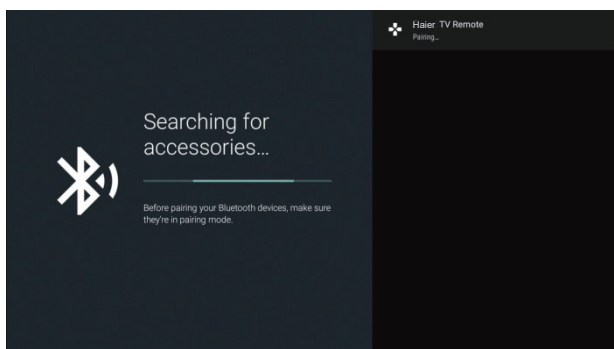 Searching for
accessories...
Before pairing your Bluetooth devices, make sure
they're in pairing mode.
Haier TV Remote
Pairing...